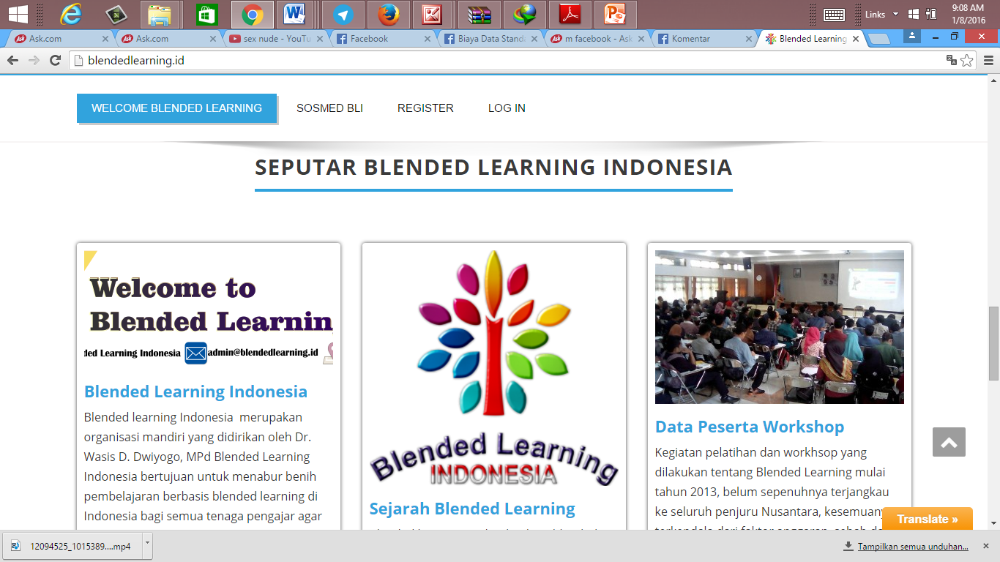 Links
9:08 AM
1/8/2016
Ask.com
Ask.com
sex nude - YouTu
Facebook
Biaya Data Standa
m facebook - Ask
Komentar
Blended Learning
blendedlearning.id
WELCOME BLENDED LEARNING
SOSMED BLI
REGISTER
LOG IN
SEPUTAR BLENDED LEARNING INDONESIA
Welcome to
Blended Learnin
ded Learning Indonesia
admin@blendedlearning.id
Blended Learning Indonesia
Blended learning Indonesia merupakan
organisasi mandiri yang didirikan oleh Dr.
Wasis D. Dwiyogo, MPd Blended Learning
Indonesia bertujuan untuk menabur benih
pembelajaran berbasis blended learning di
Indonesia bagi semua tenaga pengajar agar
Blended Learning
INDONESIA
Sejarah Blended Learning
Data Peserta Workshop
Kegiatan pelatihan dan workhsop yang
dilakukan tentang Blended Learning mulai
tahun 2013, belum sepenuhnya terjangkau
ke seluruh penjuru Nusantara, kesemuany
Translate »
12094525_1015389....mp4
Tampilkan semua unduhan...